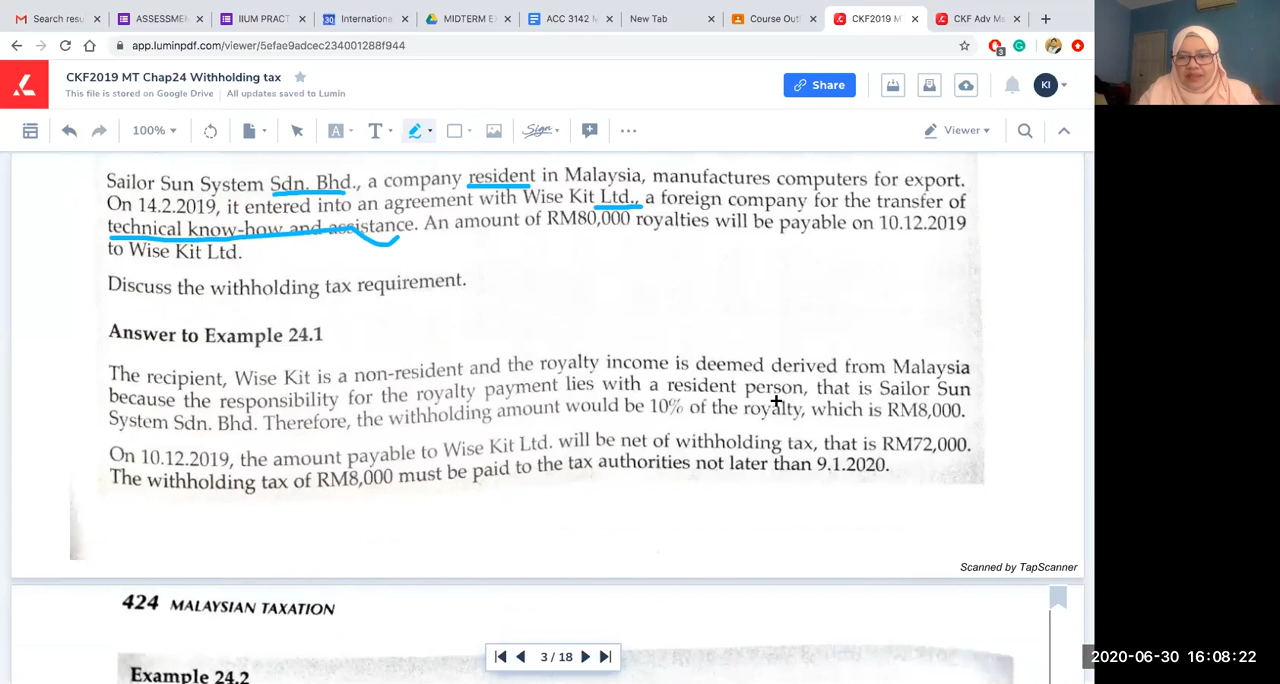 Search resu
ASSESSMEN
IIUM PRACT
Internationa
MIDTERM E
ACC 3142 M
New Tab
Course Out
CKF2019 M
CKF Adv Ms
app.luminpdf.com/viewer/5efae9adcec234001288f944
CKF2019 MT Chap24 Withholding tax
This file is stored on Google Drive
All updates saved to Lumin
Share
KI
100%
A
T
Sign
Viewer
Sailor Sun System Sdn. Bhd., a company resident in Malaysia, manufactures computers for export.
On 14.2.2019, it entered into an agreement with Wise Kit Ltd., a foreign company for the transfer of
technical know-how and assistance. An amount of RM80,000 royalties will be payable on 10.12.2019
to Wise Kit Ltd.
Discuss the withholding tax requirement.
Answer to Example 24.1
The recipient, Wise Kit is a non-resident and the royalty income is deemed derived from Malaysia
because the responsibility for the royalty payment lies with a resident person, that is Sailor Sun
System Sdn. Bhd. Therefore, the withholding amount would be 10% of the royalty, which is RM8,000.
On 10.12.2019, the amount payable to Wise Kit Ltd. will be net of withholding tax, that is RM72,000.
The withholding tax of RM8,000 must be paid to the tax authorities not later than 9.1.2020.
Scanned by TapScanner
424 MALAYSIAN TAXATION
Example 24.2
3 / 18
2020-06-30 16:08:22